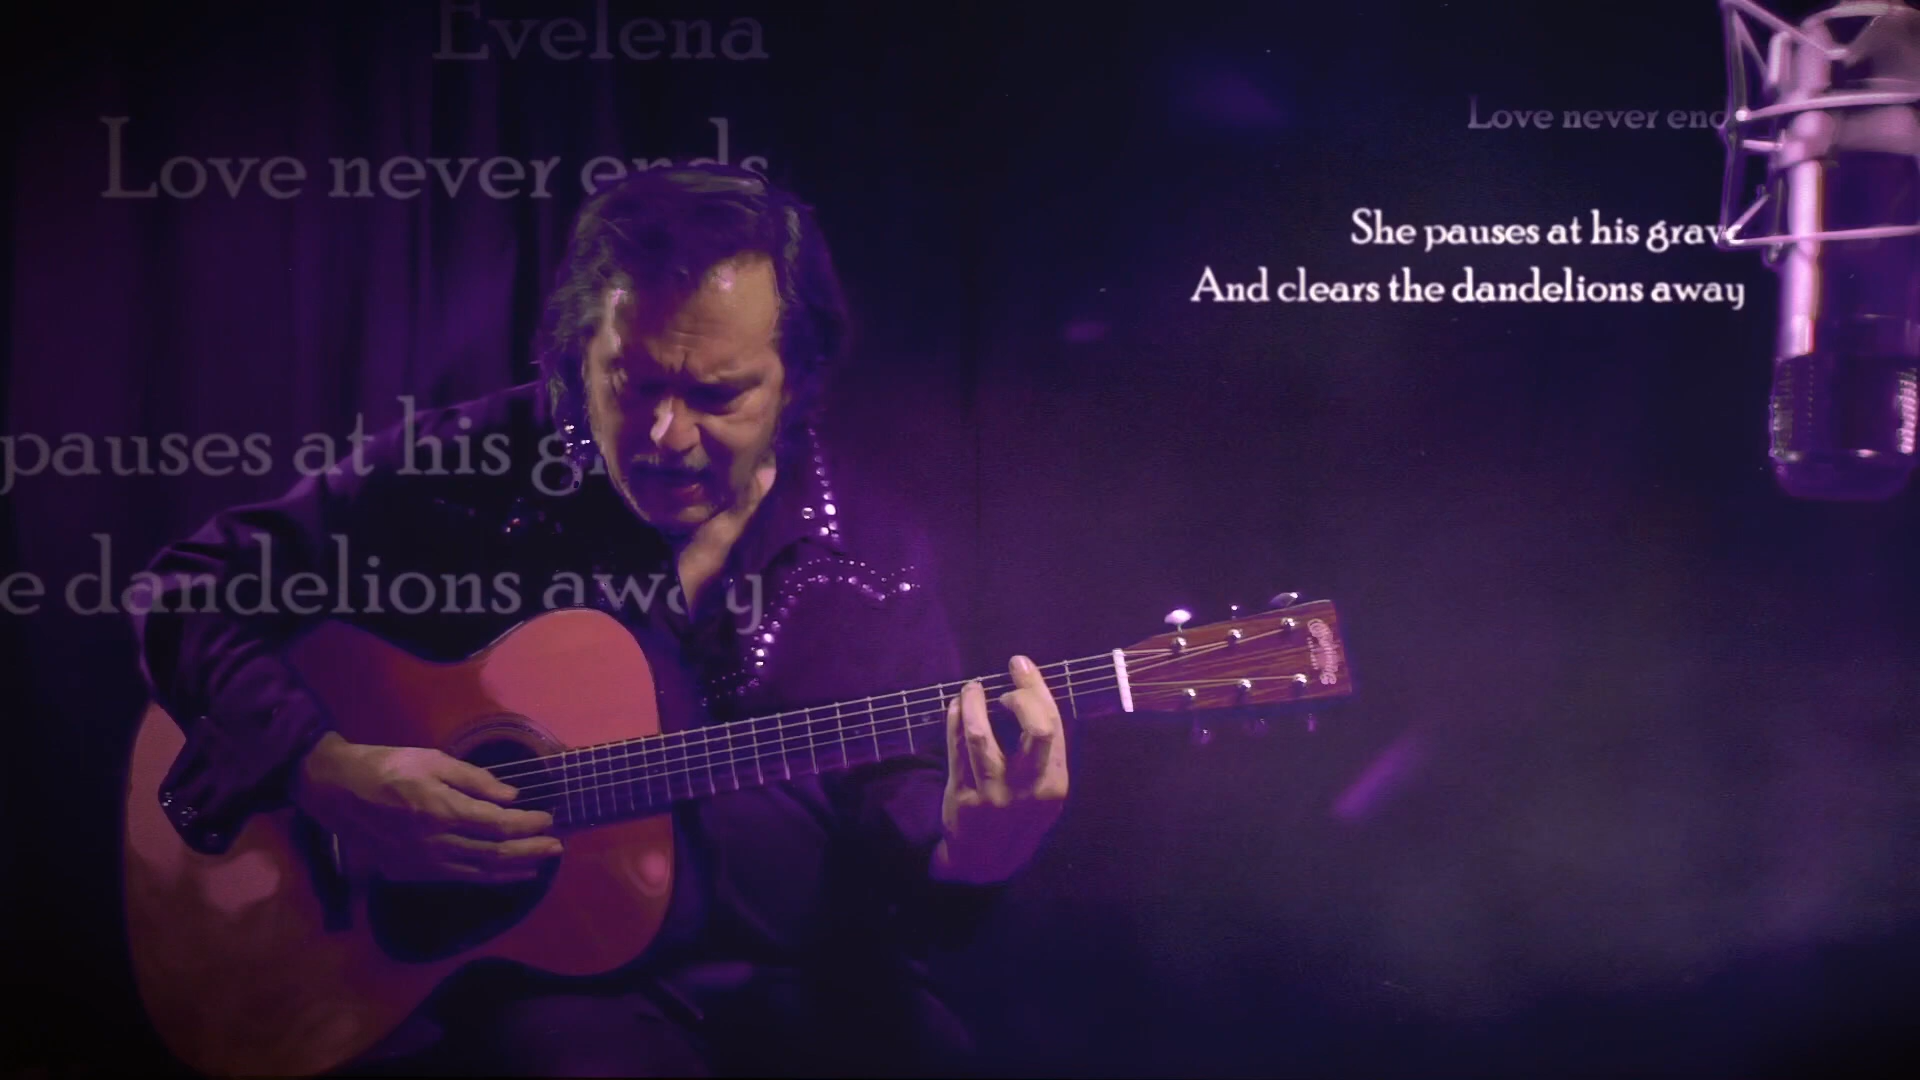 Evelena
Love never ends
pauses at his gr
e dandelions away
Love never end
She pauses at his grave
And clears the dandelions away